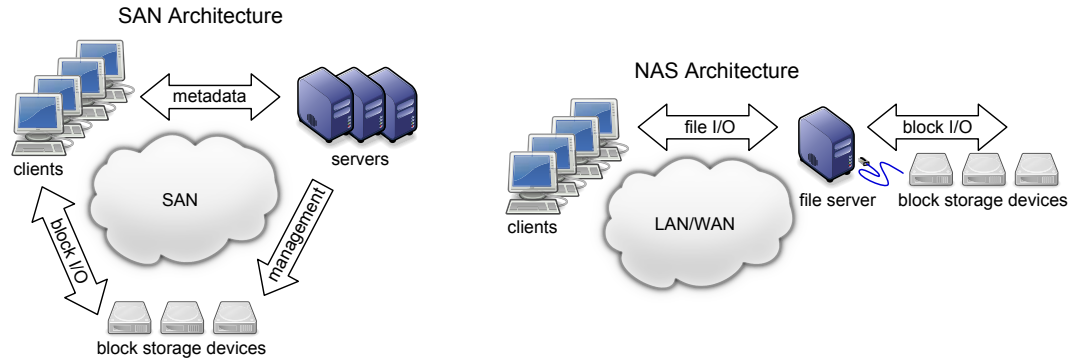 SAN Architecture
metadata
clients
servers
SAN
block I/O
management
block storage devices
NAS Architecture
file I/O
block I/O
clients
LAN/WAN
file server
block storage devices